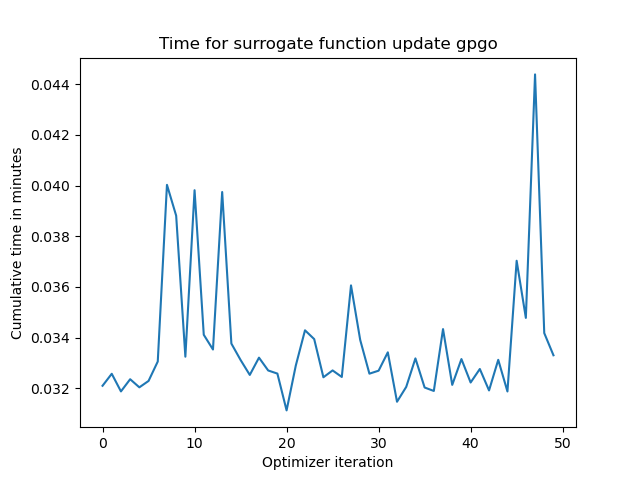 Time for surrogate function update gpgo
Cumulative time in minutes
0.044
0.042
0.040
0.038
0.036
0.034
0.032
0 10 20 30 40 50
Optimizer iteration